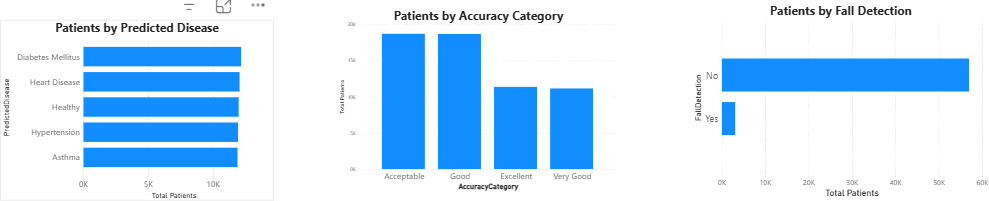 Patients by Predicted Disease
PredictedDisease
Diabetes Mellitus
Heart Disease
Healthy
Hypertension
Asthma
0K 5K 10K
Total Patients
Patients by Accuracy Category
Total Patients
20K
15K
10K
5K
0K
Acceptable Good Excellent Very Good
AccuracyCategory
Patients by Fall Detection
FallDetection
No
Yes
0K 10K 20K 30K 40K 50K 60K
Total Patients